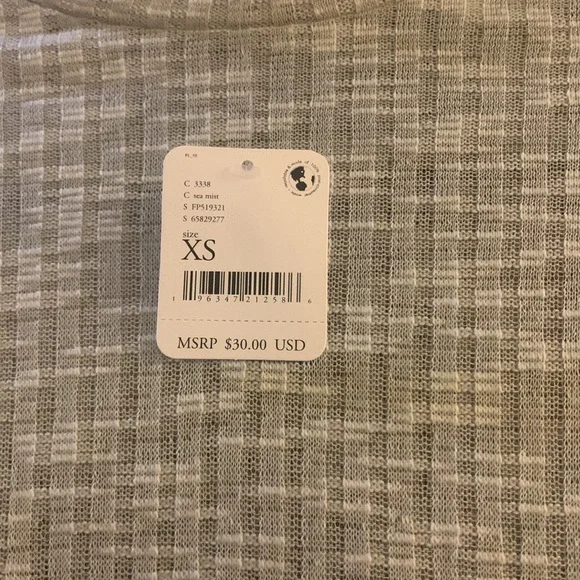 C 3338
C sea mist
S FP519321
S 65829277
size
XS
1 96347 21258 6
MSRP $30.00 USD